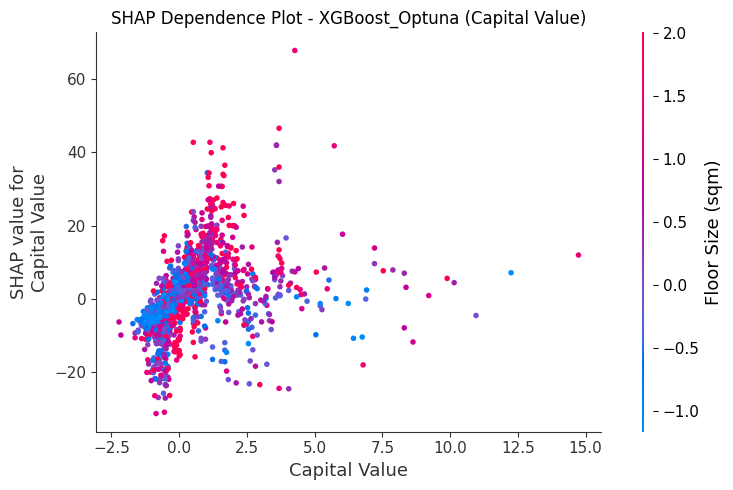 SHAP Dependence Plot - XGBoost_Optuna (Capital Value)
SHAP value for
Capital Value
60
40
20
0
−20
−2.5 0.0 2.5 5.0 7.5 10.0 12.5 15.0
Capital Value
2.0
1.5
1.0
0.5
0.0
−0.5
−1.0
Floor Size (sqm)